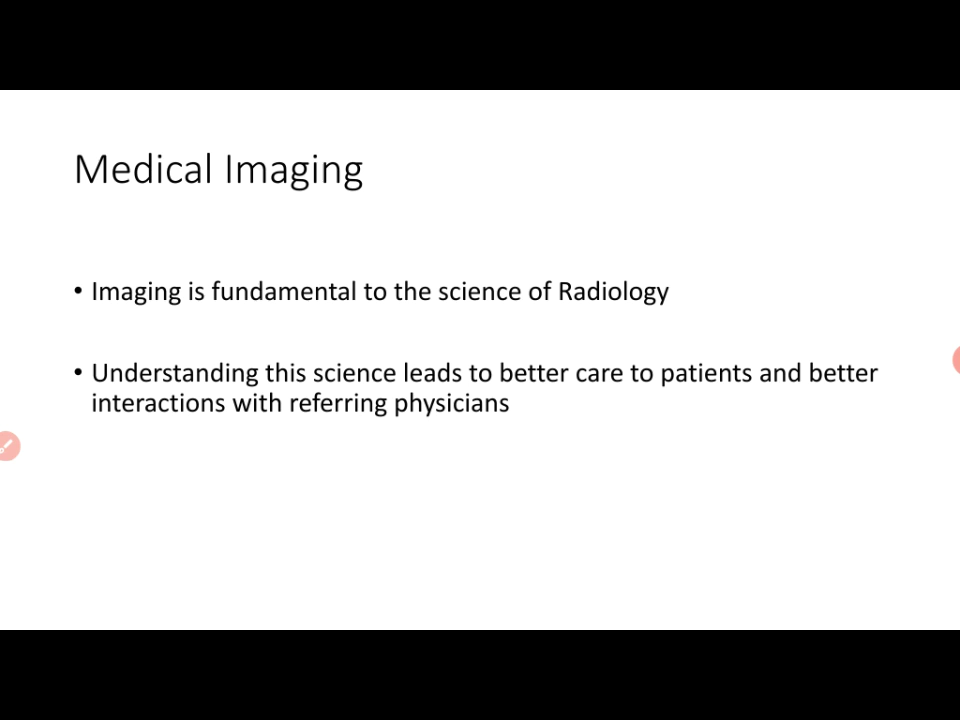 Medical Imaging
• Imaging is fundamental to the science of Radiology
• Understanding this science leads to better care to patients and better
interactions with referring physicians